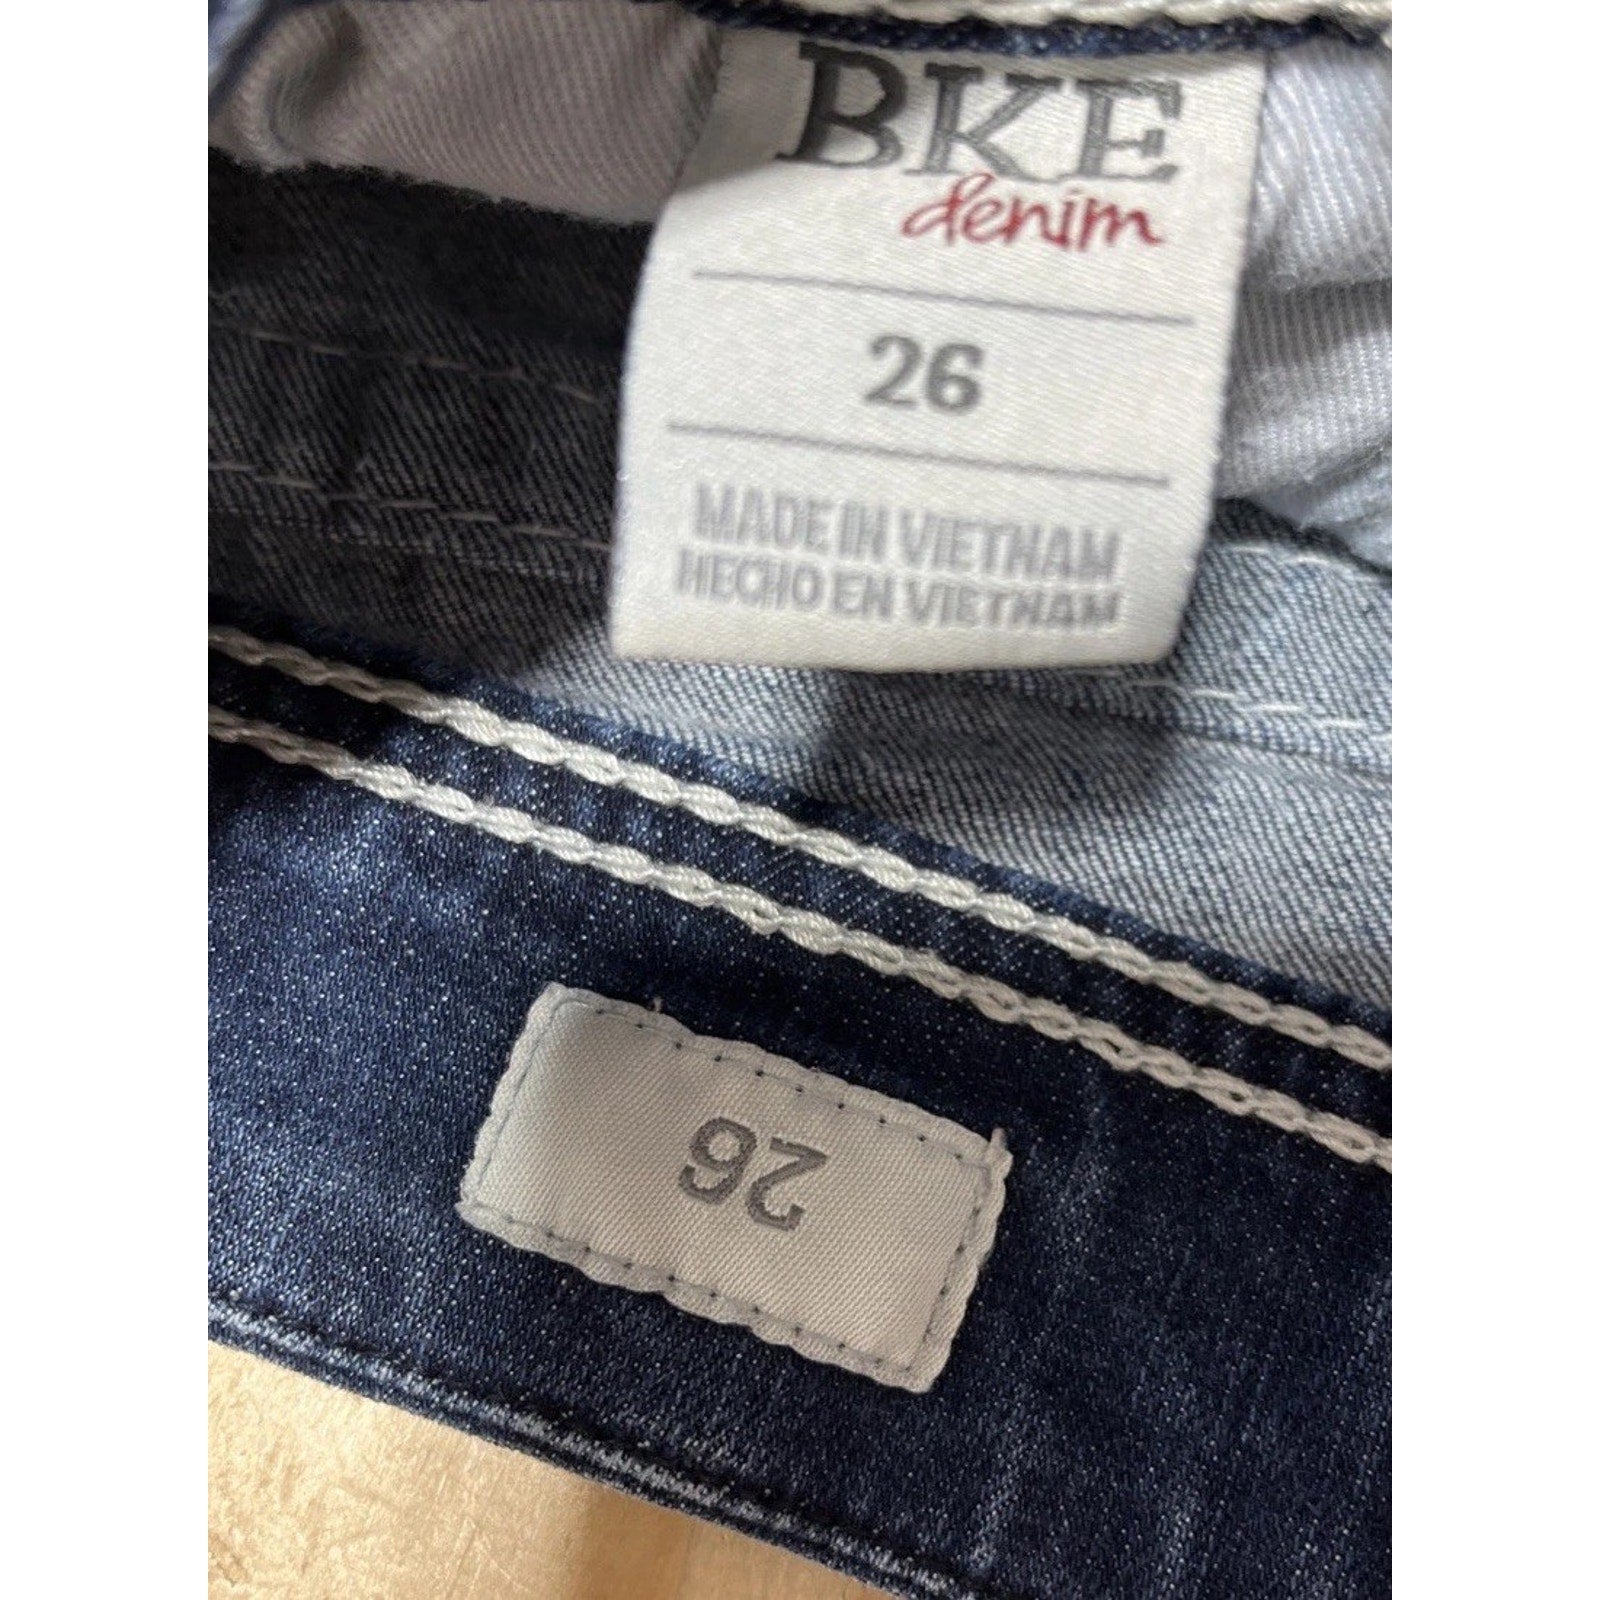 BKE
denim
26
MADE IN VIETNAM
HECHO EN VIETNAM
26